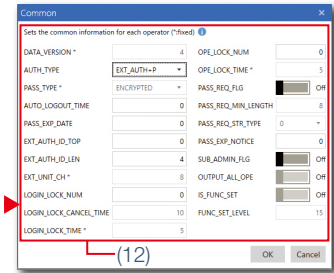 Common ×
Sets the common information for each operator (*:fixed) i
DATA_VERSION * 4 OPE_LOCK_NUM 0
AUTH_TYPE EXT_AUTH+P OPE_LOCK_TIME * 5
PASS_TYPE * ENCRYPTED PASS_REQ_FLG Off
AUTO_LOGOUT_TIME 0 PASS_REQ_MIN_LENGTH 8
PASS_EXP_DATE 0 PASS_REQ_STR_TYPE 0
EXT_AUTH_ID_TOP 0 PASS_EXP_NOTICE 0
EXT_AUTH_ID_LEN 4 SUB_ADMIN_FLG Off
EXT_UNIT_CH * 8 OUTPUT_ALL_OPE Off
LOGIN_LOCK_NUM 0 IS_FUNC_SET Off
LOGIN_LOCK_CANCEL_TIME 10 FUNC_SET_LEVEL 15
LOGIN_LOCK_TIME * 5
(12) OK Cancel